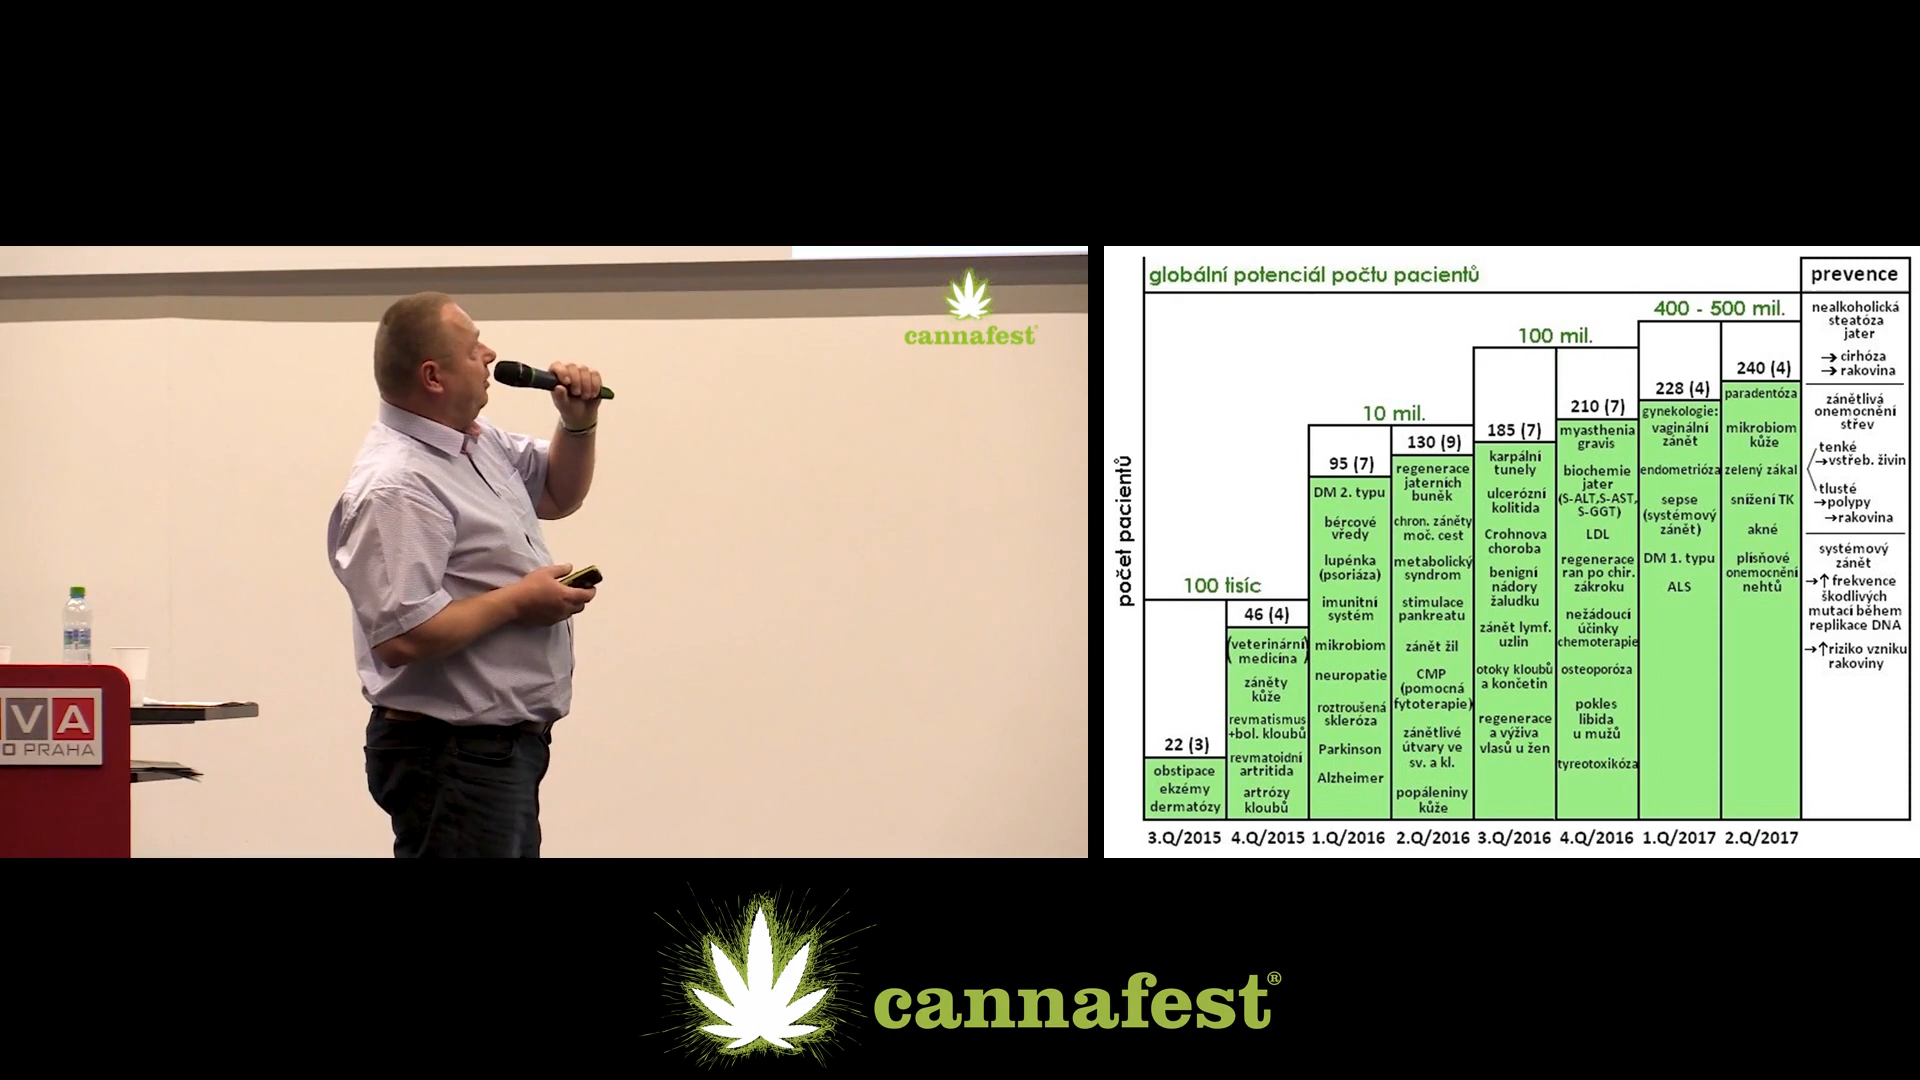 cannafest
VA
O PRAHA
globální potenciál počtu pacientů
prevence
počet pacientů
100 tisíc
10 mil.
100 mil.
400 - 500 mil.
22 (3)
obstipace
ekzémy
dermatózy
3.Q/2015
46 (4)
(veterinární
medicína )
záněty
kůže
revmatismus
+bol. kloubů
revmatoidní
artritida
artrózy
kloubů
4.Q/2015
95 (7)
DM 2. typu
bércové
vředy
lupénka
(psoriáza)
imunitní
systém
mikrobiom
neuropatie
roztroušená
skleróza
Parkinson
Alzheimer
1.Q/2016
130 (9)
regenerace
jaterních
buněk
chron. záněty
moč. cest
metabolický
syndrom
stimulace
pankreatu
zánět žil
CMP
(pomocná
fytoterapie)
zánětlivé
útvary ve
sv. a kl.
popáleniny
kůže
2.Q/2016
185 (7)
karpální
tunely
ulcerózní
kolitida
Crohnova
choroba
benigní
nádory
žaludku
zánět lymf.
uzlin
otoky kloubů
a končetin
regenerace
a výživa
vlasů u žen
3.Q/2016
210 (7)
myasthenia
gravis
biochemie
jater
(S-ALT,S-AST,
S-GGT)
LDL
regenerace
ran po chir.
zákroku
nežádoucí
účinky
chemoterapie
osteoporóza
pokles
libida
u mužů
tyreotoxikóza
4.Q/2016
228 (4)
gynekologie:
vaginální
zánět
endometrióza
sepse
(systémový
zánět)
DM 1. typu
ALS
1.Q/2017
240 (4)
paradentóza
mikrobiom
kůže
zelený zákal
snížení TK
akné
plísňové
onemocnění
nehtů
2.Q/2017
nealkoholická
steatóza
jater
→ cirhóza
→ rakovina
zánětlivá
onemocnění
střev
tenké
→vstřeb. živin
tlusté
→polypy
→rakovina
systémový
zánět
→↑ frekvence
škodlivých
mutací během
replikace DNA
→↑riziko vzniku
rakoviny
cannafest®